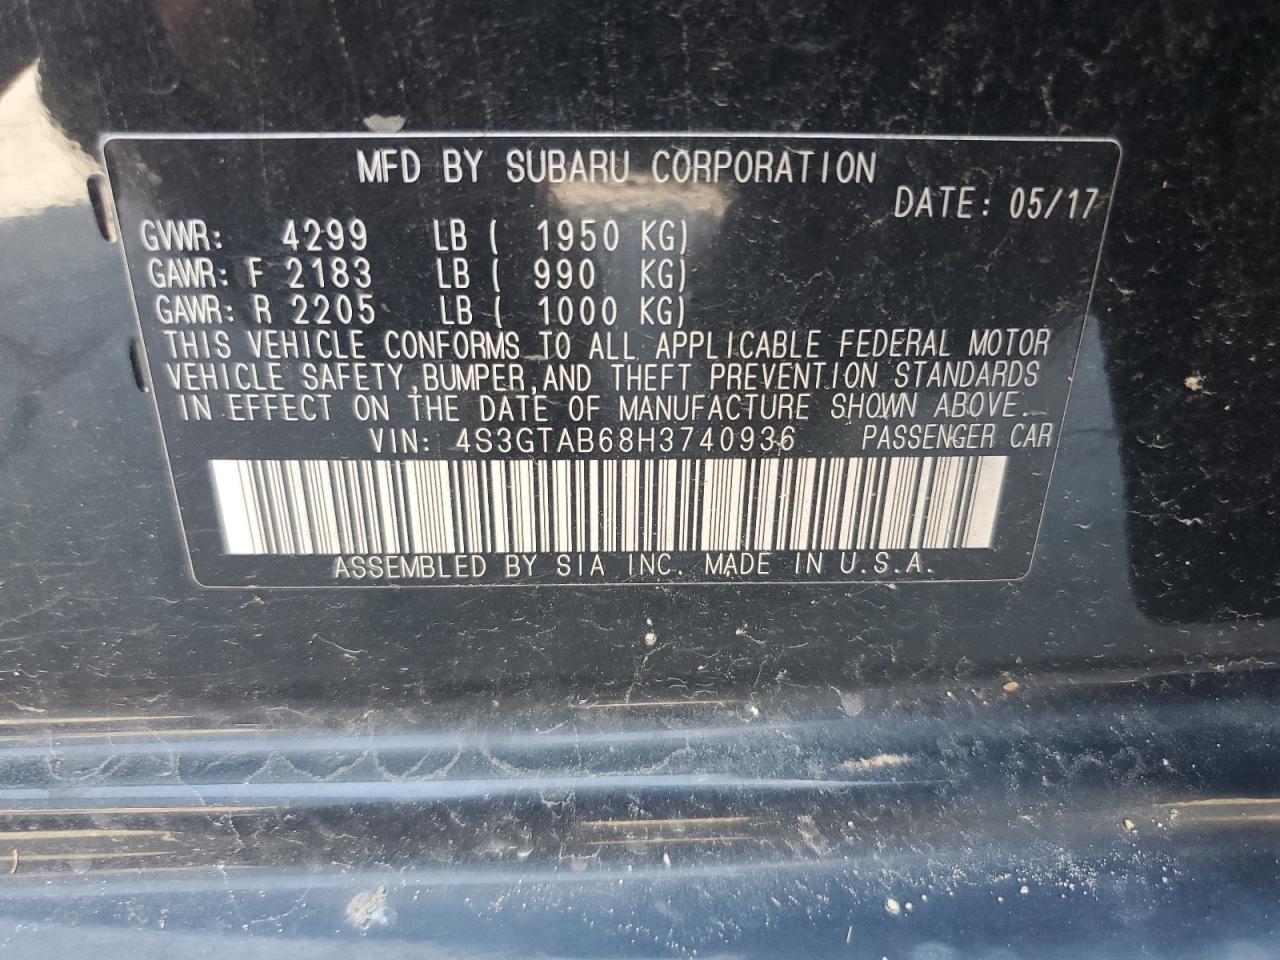 MFD BY SUBARU CORPORATION
DATE: 05/17
GVWR: 4299 LB ( 1950 KG)
GAWR: F 2183 LB ( 990 KG)
GAWR: R 2205 LB ( 1000 KG)
THIS VEHICLE CONFORMS TO ALL APPLICABLE FEDERAL MOTOR
VEHICLE SAFETY,BUMPER,AND THEFT PREVENTION STANDARDS
IN EFFECT ON THE DATE OF MANUFACTURE SHOWN ABOVE.
VIN: 4S3GTAB68H3740936 PASSENGER CAR
ASSEMBLED BY SIA INC. MADE IN U.S.A.